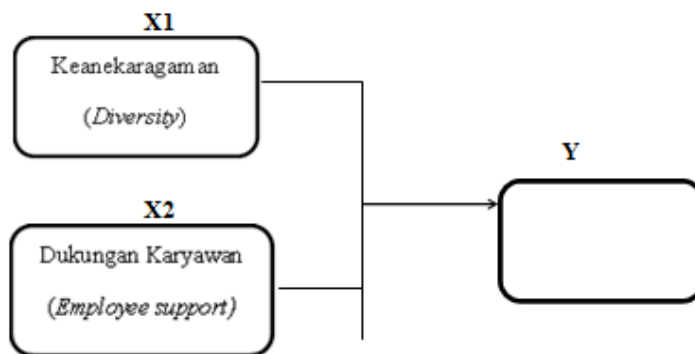 X1
Keanekaragaman
(Diversity)
Y
X2
Dukungan Karyawan
(Employee support)